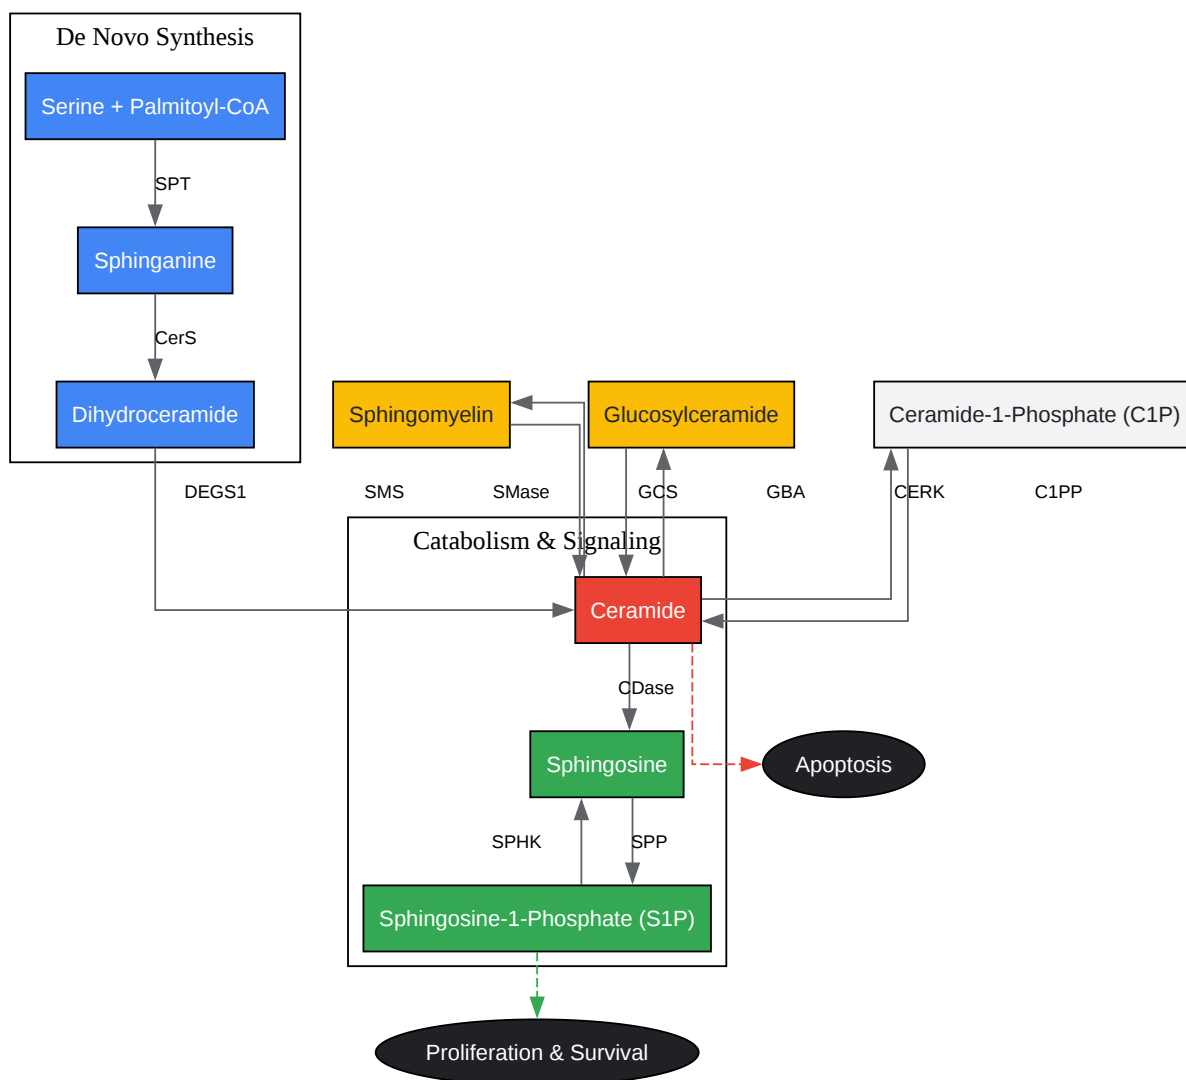 De Novo Synthesis
Serine + Palmitoyl-CoA
SPT
Sphinganine
CerS
Dihydroceramide
Sphingomyelin
Glucosylceramide
Ceramide-1-Phosphate (C1P)
DEGS1
SMS
SMase
GCS
GBA
CERK
C1PP
Catabolism & Signaling
Ceramide
CDase
Sphingosine
Apoptosis
SPHK
SPP
Sphingosine-1-Phosphate (S1P)
Proliferation & Survival